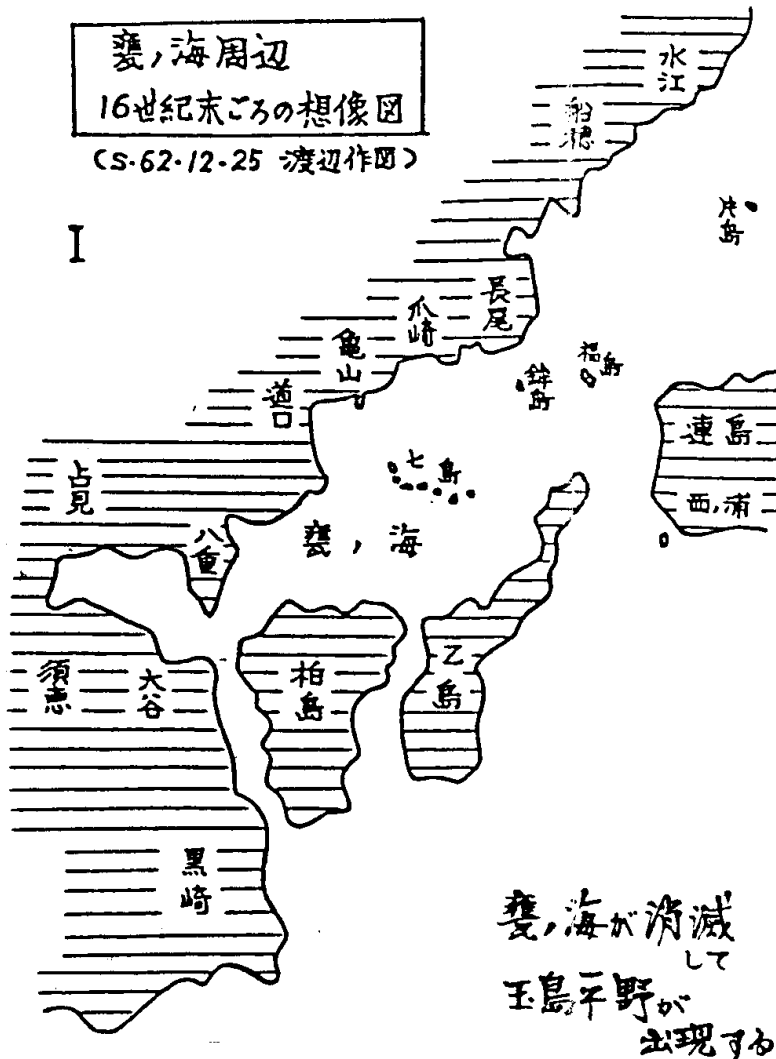 甕ノ海周辺
16世紀末ごろの想像図
(S.62.12.25 渡辺作図)
I
水江
船穂
片島
長尾
爪崎
亀山
道口
占見
八重
鉾島
福島
七島
連島
西ノ浦
甕ノ海
乙島
柏島
大谷
須恵
黒崎
甕ノ海が消滅
して
玉島平野が
出現する